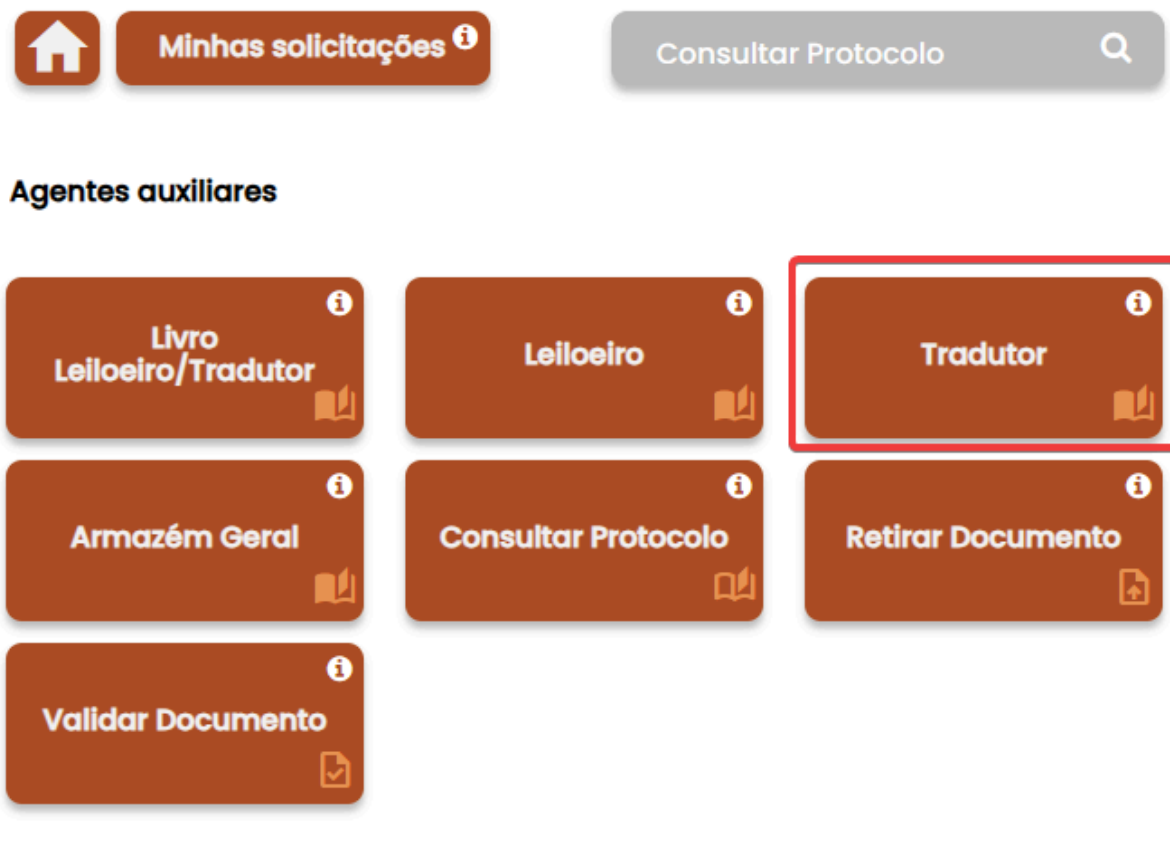 Minhas solicitações
Consultar Protocolo
Agentes auxiliares
Livro
Leiloeiro/Tradutor
Leiloeiro
Tradutor
Armazém Geral
Consultar Protocolo
Retirar Documento
Validar Documento